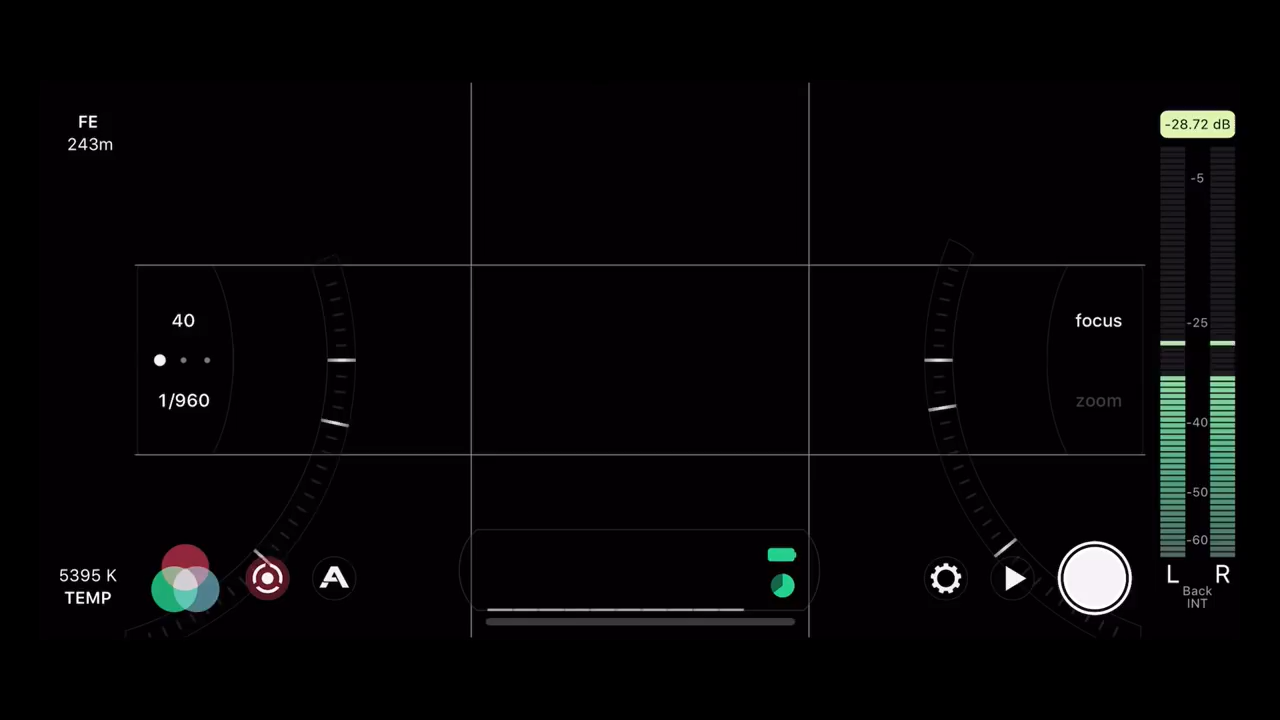 FE
243m
-28.72 dB
-5
-25
-40
-50
-60
L R
Back
INT
40
1/960
focus
zoom
5395 K
TEMP
A